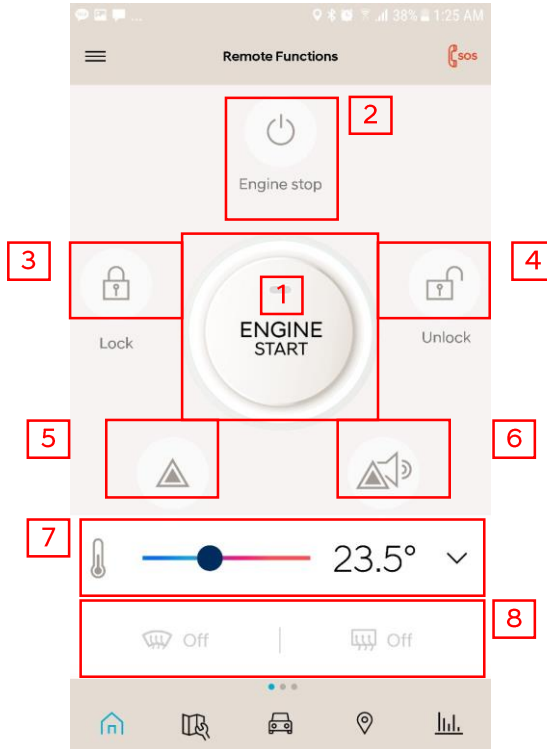 ... 38% 1:25 AM
Remote Functions
SOS
2
Engine stop
3
4
1
ENGINE
START
Lock
Unlock
5
6
7
23.5°
8
Off
Off